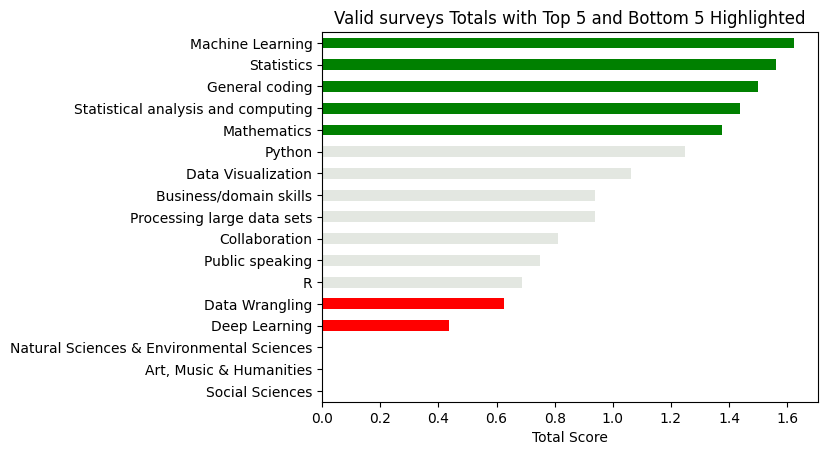 Valid surveys Totals with Top 5 and Bottom 5 Highlighted
Machine Learning
Statistics
General coding
Statistical analysis and computing
Mathematics
Python
Data Visualization
Business/domain skills
Processing large data sets
Collaboration
Public speaking
R
Data Wrangling
Deep Learning
Natural Sciences & Environmental Sciences
Art, Music & Humanities
Social Sciences
0.0 0.2 0.4 0.6 0.8 1.0 1.2 1.4 1.6
Total Score